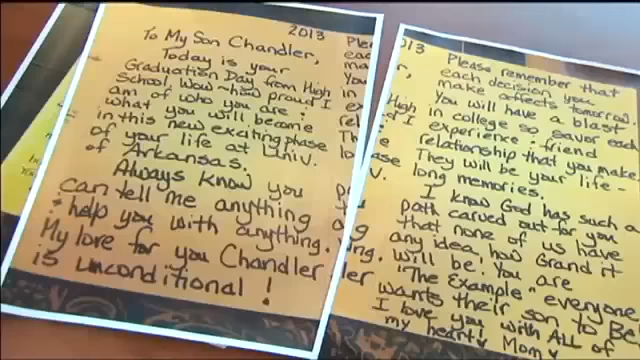 2013
To My Son Chandler,
Today is your
Graduation Day from High
School Wow - how proud I
am of who you are &
what you will become
in this new exciting phase
of your life at Univ.
of Arkansas.
Always know you
can tell me anything
& help you with anything.
My love for you Chandler
is unconditional!
2013
Please remember that
each decision you
make affects tomorrow.
You will have a blast
in college so savor each
experience & friend
relationship that you make
They will be your life-
long memories.
I know God has such a
path carved out for you
that none of us have
any idea, how Grand it
will be. You are
"The Example" everyone
wants their son to Be.
I love you with ALL of
my heart! Mom